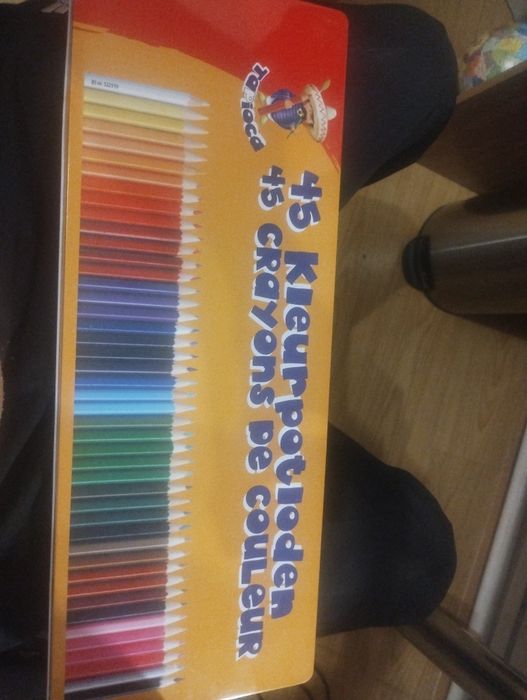 Tapioca
45 Kleurpotloden
45 crayons de couleur